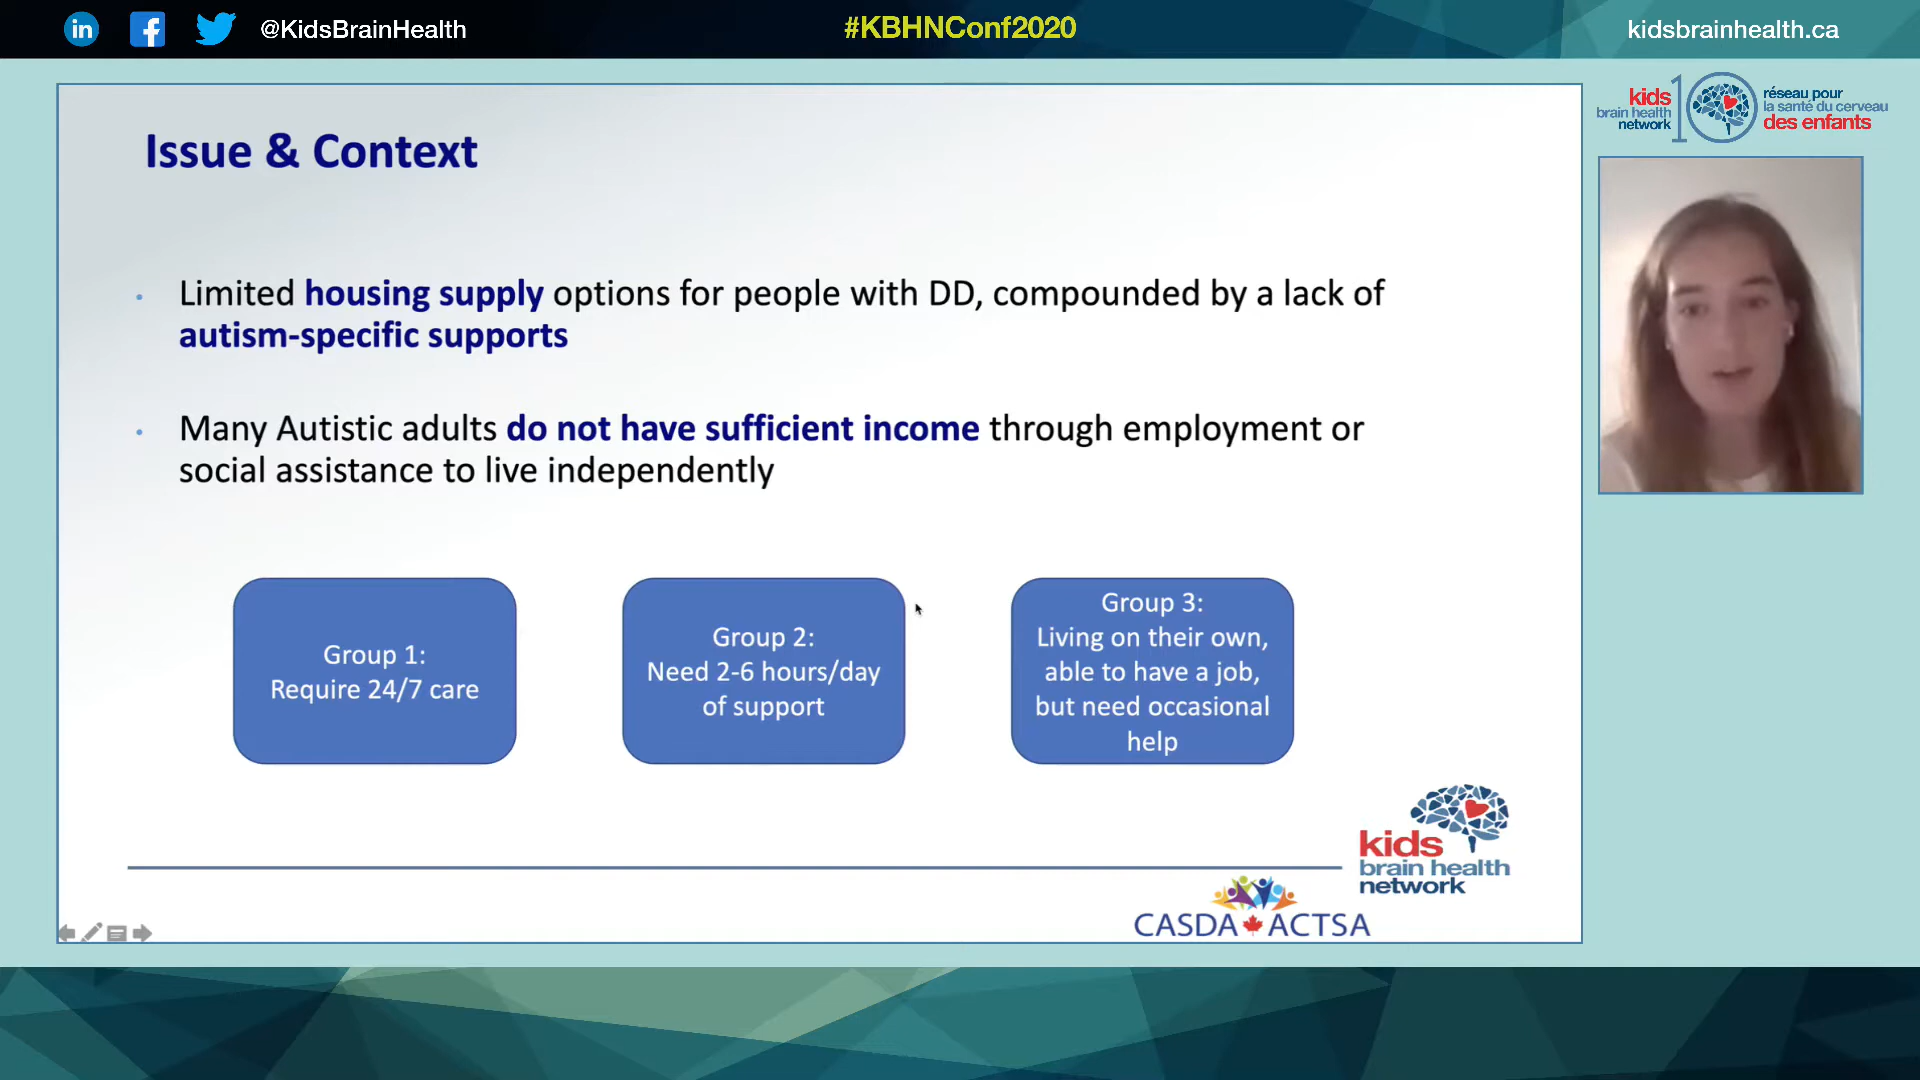 in
f
@KidsBrainHealth
#KBHNConf2020
kidsbrainhealth.ca
kids
brain health
network
10
réseau pour
la santé du cerveau
des enfants
Issue & Context
• Limited housing supply options for people with DD, compounded by a lack of
autism-specific supports
• Many Autistic adults do not have sufficient income through employment or
social assistance to live independently
Group 1:
Require 24/7 care
Group 2:
Need 2-6 hours/day
of support
Group 3:
Living on their own,
able to have a job,
but need occasional
help
kids
brain health
network
CASDA ACTSA